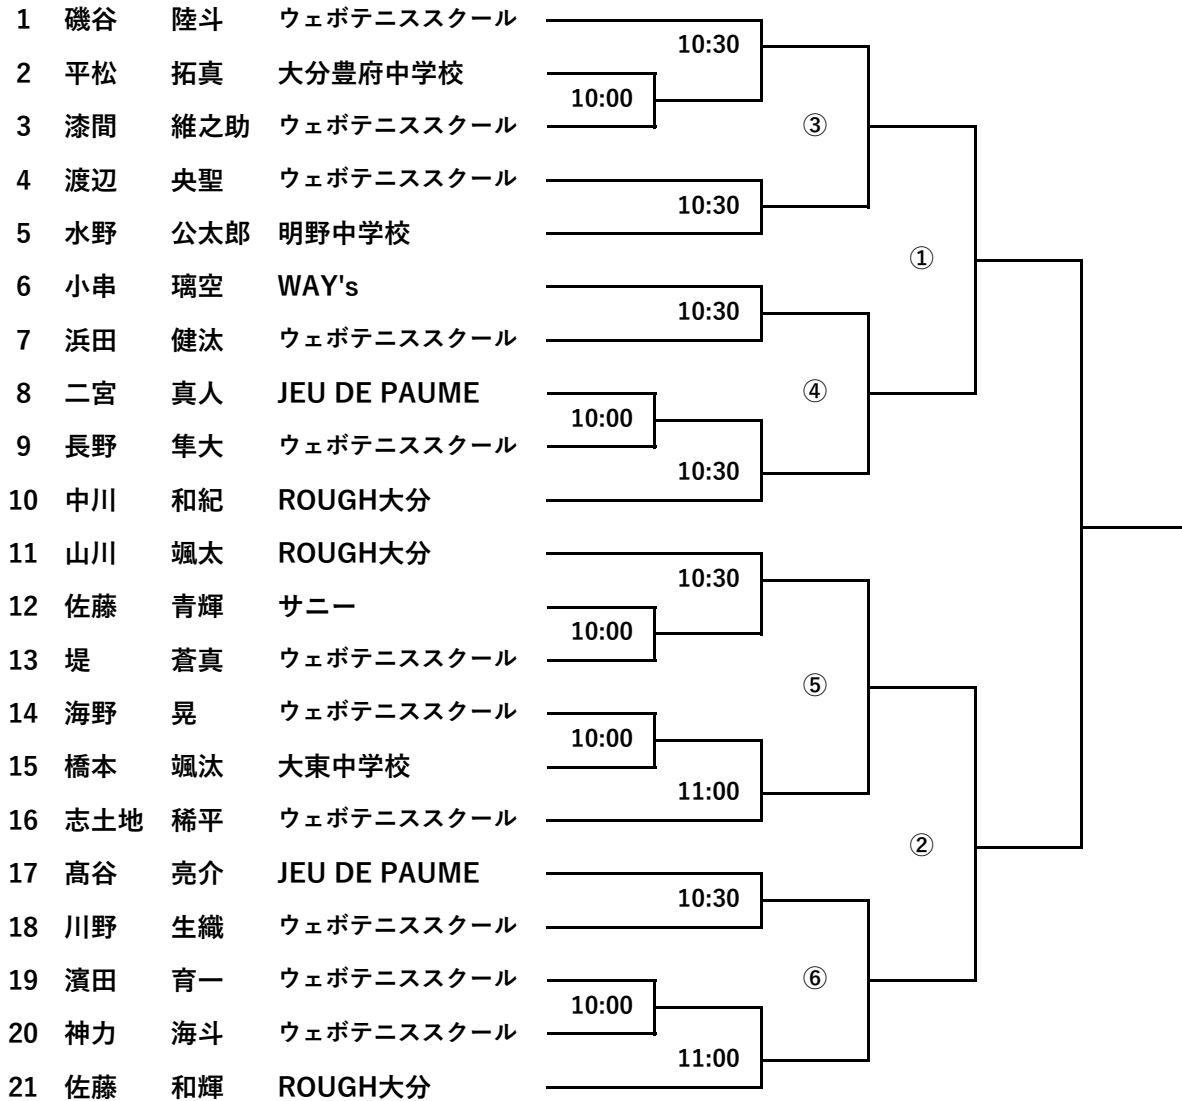 1 磯谷 陸斗 ウェボテニススクール
10:30
2 平松 拓真 大分豊府中学校
10:00
3 漆間 維之助 ウェボテニススクール
③
4 渡辺 央聖 ウェボテニススクール
10:30
5 水野 公太郎 明野中学校
①
6 小串 璃空 WAY's
10:30
7 浜田 健汰 ウェボテニススクール
④
8 二宮 真人 JEU DE PAUME
10:00
9 長野 隼大 ウェボテニススクール
10:30
10 中川 和紀 ROUGH大分
11 山川 颯太 ROUGH大分
10:30
12 佐藤 青輝 サニー
10:00
13 堤 蒼真 ウェボテニススクール
⑤
14 海野 晃 ウェボテニススクール
10:00
15 橋本 颯汰 大東中学校
11:00
16 志土地 稀平 ウェボテニススクール
②
17 髙谷 亮介 JEU DE PAUME
10:30
18 川野 生織 ウェボテニススクール
19 濱田 育一 ウェボテニススクール
⑥
10:00
20 神力 海斗 ウェボテニススクール
11:00
21 佐藤 和輝 ROUGH大分